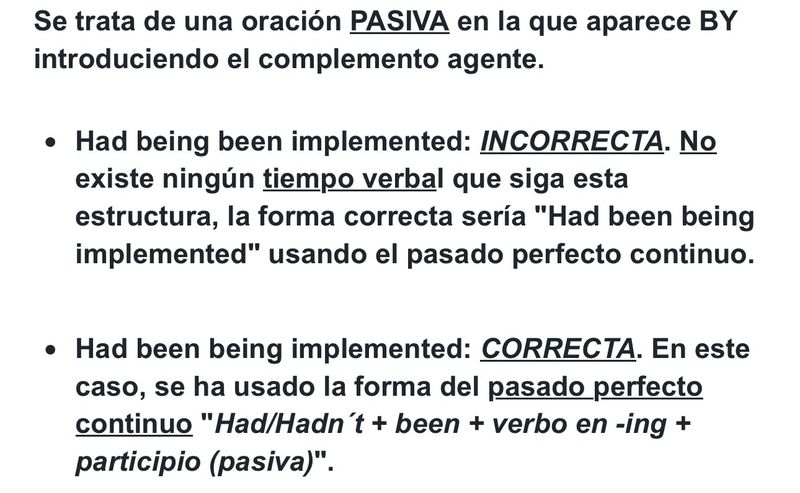 Se trata de una oración PASIVA en la que aparece BY
introduciendo el complemento agente.
• Had being been implemented: INCORRECTA. No
existe ningún tiempo verbal que siga esta
estructura, la forma correcta sería "Had been being
implemented" usando el pasado perfecto continuo.
• Had been being implemented: CORRECTA. En este
caso, se ha usado la forma del pasado perfecto
continuo "Had/Hadn´t + been + verbo en -ing +
participio (pasiva)".